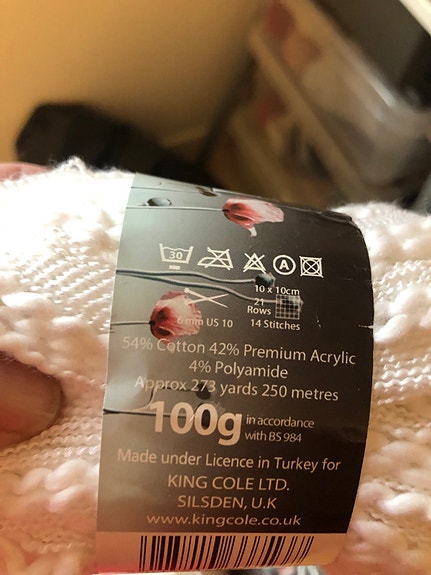 30
A
10 x 10cm
21
Rows
6 mm US 10
14 Stitches
54% Cotton 42% Premium Acrylic
4% Polyamide
Approx 273 yards 250 metres
100g in accordance
with BS 984
Made under Licence in Turkey for
KING COLE LTD.
SILSDEN, U.K
www.kingcole.co.uk